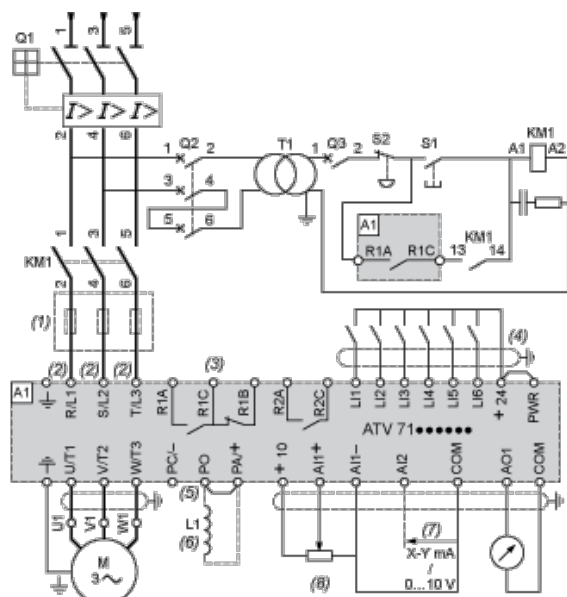 Q1
1 3 5
I> I> I>
2 4 6
1 Q2 2
3 4
5 6
T1
1 Q3 2
S2
S1
KM1
A1 A2
A1
R1A R1C
13 KM1 14
1 3 5
KM1
2 4 6
(1)
(2) (2) (2)
(3)
(4)
A1
R/L1 S/L2 T/L3 R1A R1C R1B R2A R2C LI1 LI2 LI3 LI4 LI5 LI6 + 24 PWR
ATV 71●●●●●●
U/T1 V/T2 W/T3 PC/- PO PA/+ + 10 AI1+ AI1- AI2 COM AO1 COM
(5)
U1 V1 W1
L1
(6)
(7)
X-Y mA
/
0...10 V
(8)
M
3 ~